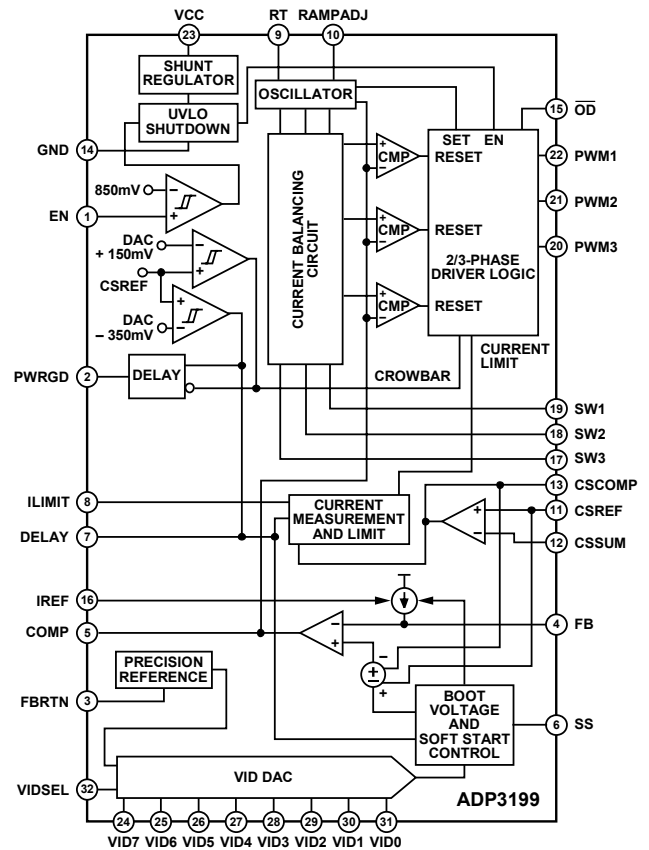 VCC
RT
RAMPADJ
23
9
10
SHUNT
REGULATOR
OSCILLATOR
UVLO
SHUTDOWN
GND
14
850mV
−
+
EN
1
DAC
+ 150mV
−
+
CSREF
DAC
− 350mV
+
−
PWRGD
2
DELAY
CURRENT BALANCING
CIRCUIT
+
CMP
−
+
CMP
−
+
CMP
−
SET EN
RESET
RESET
2/3-PHASE
DRIVER LOGIC
RESET
15
OD
22
PWM1
21
PWM2
20
PWM3
CURRENT
LIMIT
CROWBAR
19
SW1
18
SW2
17
SW3
13
CSCOMP
11
CSREF
12
CSSUM
ILIMIT
8
CURRENT
MEASUREMENT
AND LIMIT
+
−
DELAY
7
IREF
16
COMP
5
−
+
4
FB
−
±
+
PRECISION
REFERENCE
FBRTN
3
BOOT
VOLTAGE
AND
SOFT START
CONTROL
6
SS
VIDSEL
32
VID DAC
ADP3199
24
25
26
27
28
29
30
31
VID7
VID6
VID5
VID4
VID3
VID2
VID1
VID0